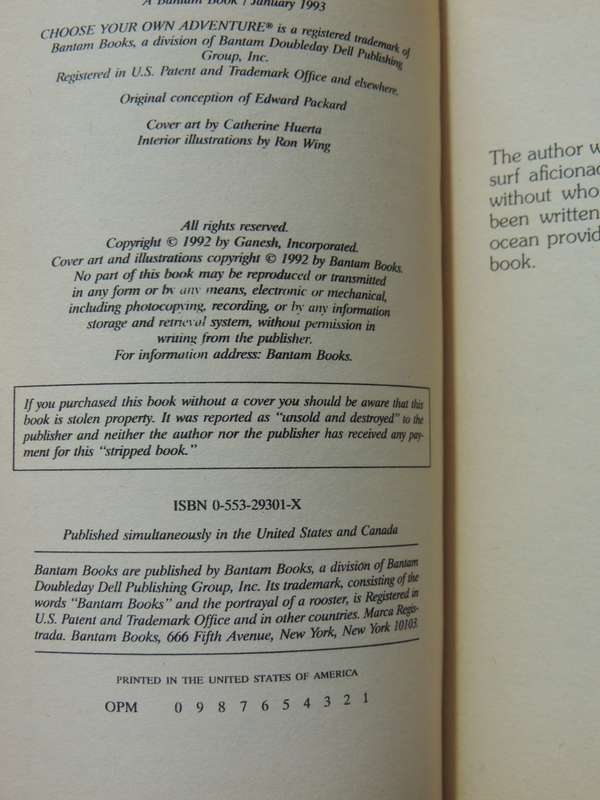 A Bantam Book / January 1993
CHOOSE YOUR OWN ADVENTURE® is a registered trademark of
Bantam Books, a division of Bantam Doubleday Dell Publishing
Group, Inc.
Registered in U.S. Patent and Trademark Office and elsewhere.
Original conception of Edward Packard
Cover art by Catherine Huerta
Interior illustrations by Ron Wing
All rights reserved.
Copyright © 1992 by Ganesh, Incorporated.
Cover art and illustrations copyright © 1992 by Bantam Books.
No part of this book may be reproduced or transmitted
in any form or by any means, electronic or mechanical,
including photocopying, recording, or by any information
storage and retrieval system, without permission in
writing from the publisher.
For information address: Bantam Books.
If you purchased this book without a cover you should be aware that this
book is stolen property. It was reported as "unsold and destroyed" to the
publisher and neither the author nor the publisher has received any pay-
ment for this "stripped book."
ISBN 0-553-29301-X
Published simultaneously in the United States and Canada
Bantam Books are published by Bantam Books, a division of Bantam
Doubleday Dell Publishing Group, Inc. Its trademark, consisting of the
words "Bantam Books" and the portrayal of a rooster, is Registered in
U.S. Patent and Trademark Office and in other countries. Marca Regis-
trada. Bantam Books, 666 Fifth Avenue, New York, New York 10103.
PRINTED IN THE UNITED STATES OF AMERICA
OPM 0 9 8 7 6 5 4 3 2 1
The author w
surf aficionad
without who
been written
ocean provid
book.